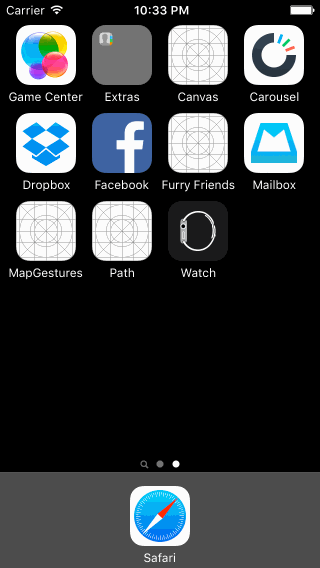 Carrier 10:33 PM
Game Center Extras Canvas Carousel
Dropbox Facebook Furry Friends Mailbox
MapGestures Path Watch
Safari